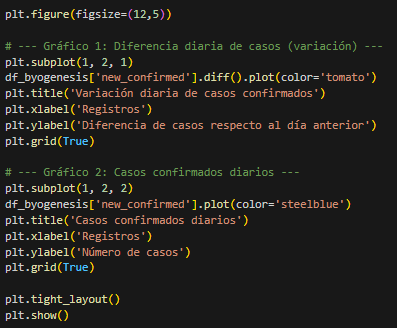 plt.figure(figsize=(12,5))
# --- Gráfico 1: Diferencia diaria de casos (variación) ---
plt.subplot(1, 2, 1)
df_byogenesis['new_confirmed'].diff().plot(color='tomato')
plt.title('Variación diaria de casos confirmados')
plt.xlabel('Registros')
plt.ylabel('Diferencia de casos respecto al día anterior')
plt.grid(True)
# --- Gráfico 2: Casos confirmados diarios ---
plt.subplot(1, 2, 2)
df_byogenesis['new_confirmed'].plot(color='steelblue')
plt.title('Casos confirmados diarios')
plt.xlabel('Registros')
plt.ylabel('Número de casos')
plt.grid(True)
plt.tight_layout()
plt.show()